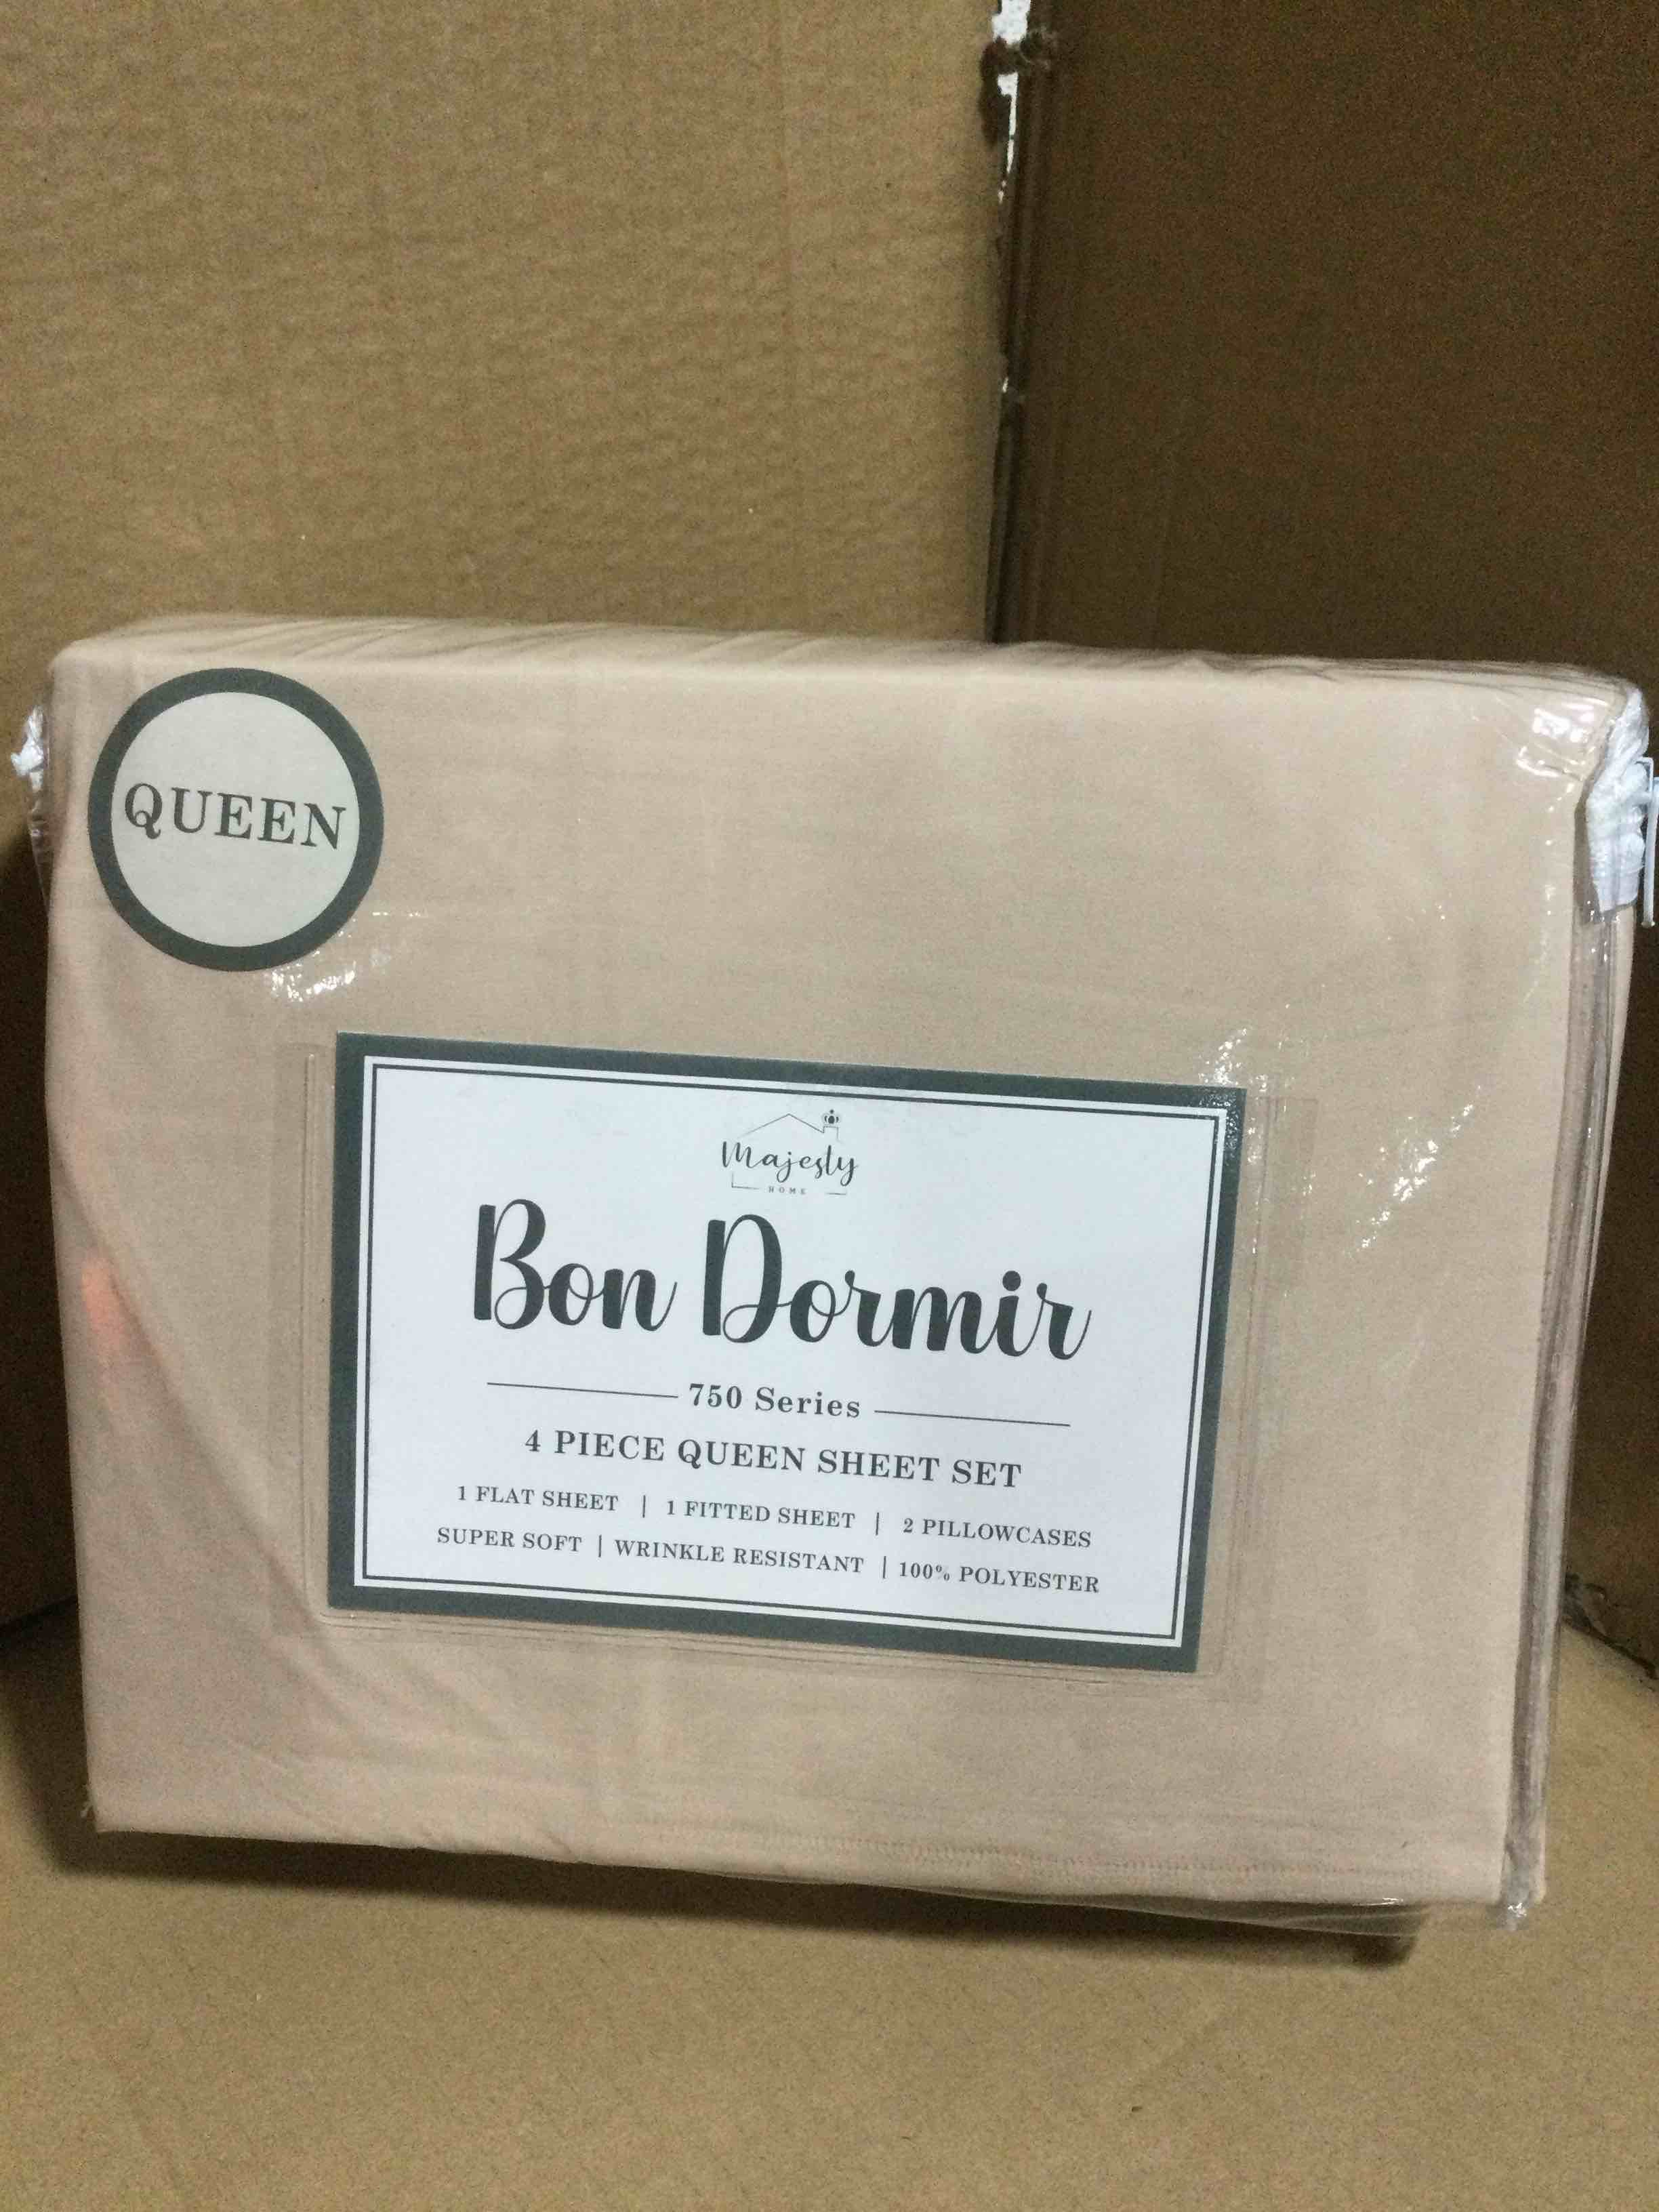 QUEEN
Majesty
HOME
Bon Dormir
750 Series
4 PIECE QUEEN SHEET SET
1 FLAT SHEET | 1 FITTED SHEET | 2 PILLOWCASES
SUPER SOFT | WRINKLE RESISTANT | 100% POLYESTER